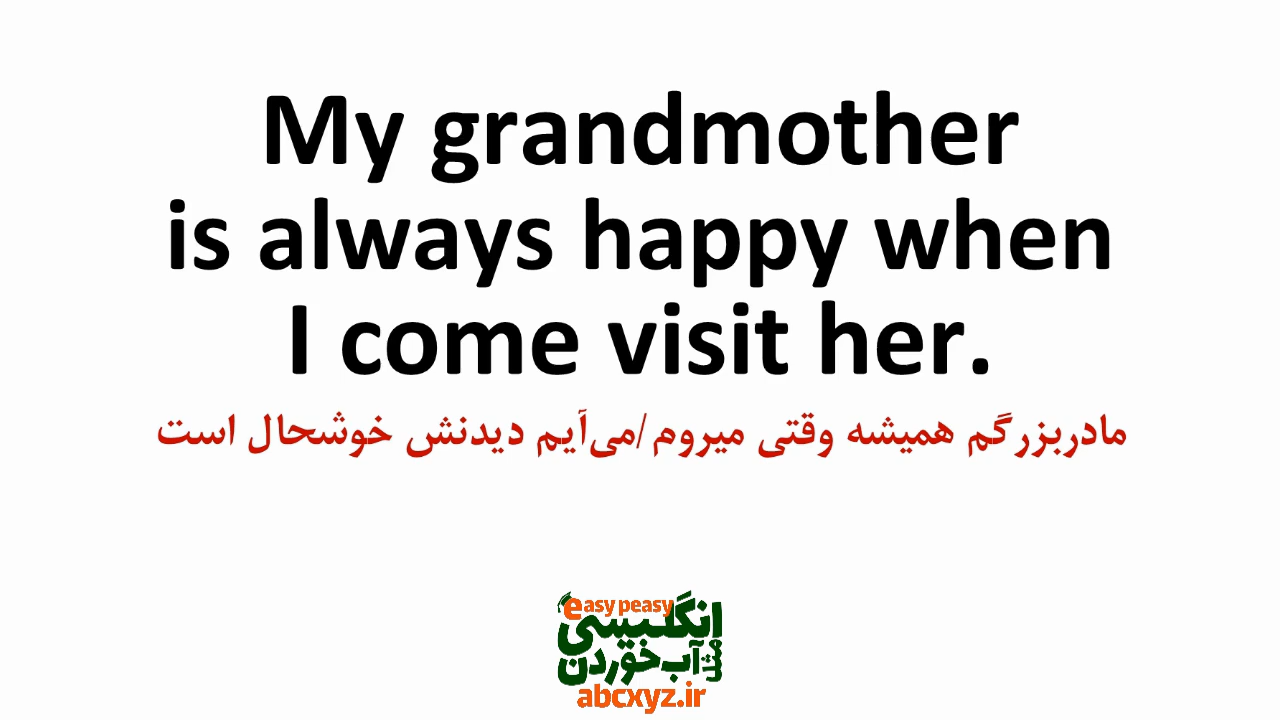 My grandmother
is always happy when
I come visit her.
مادربزرگم همیشه وقتی میروم/می‌آیم دیدنش خوشحال است
easy peasy
انگلیسی
مثل آب خوردن
abcxyz.ir